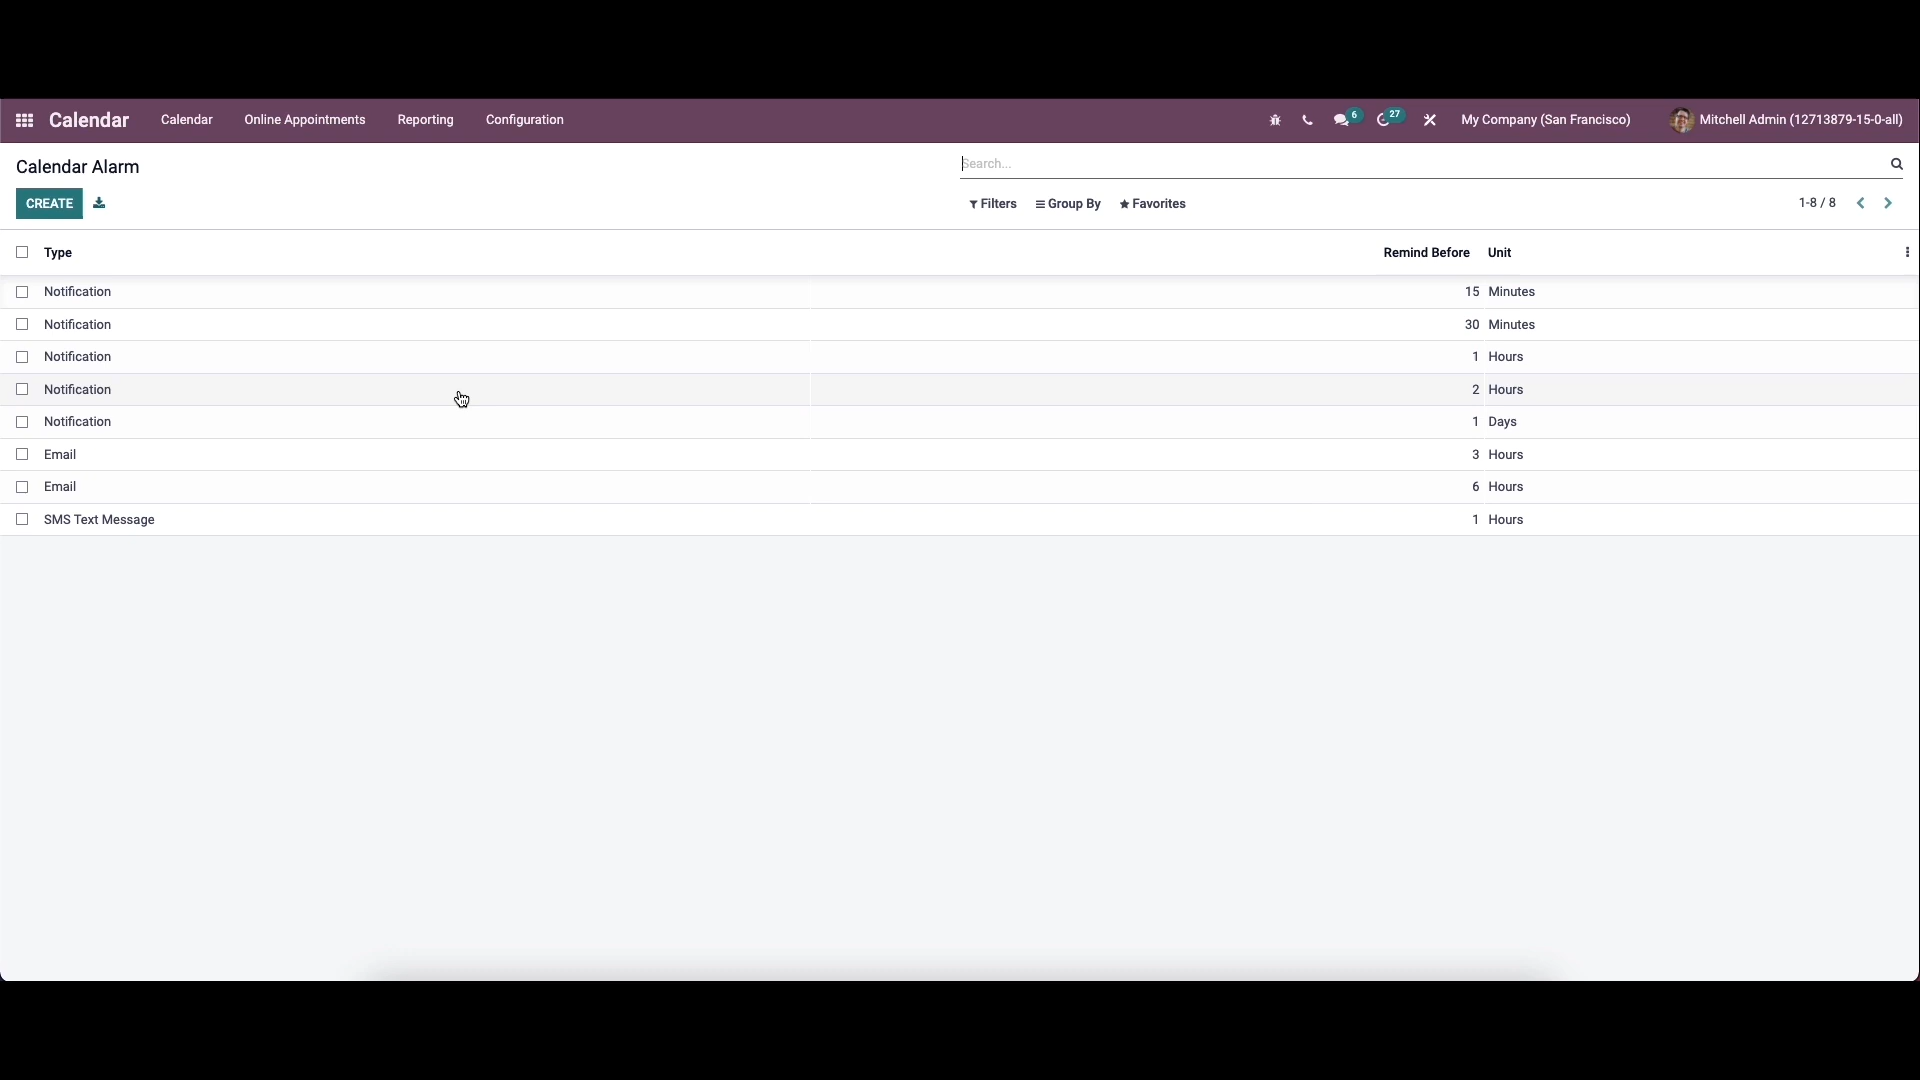 Calendar Calendar Online Appointments Reporting Configuration 6 27 My Company (San Francisco) Mitchell Admin (12713879-15-0-all)
Calendar Alarm Search...
CREATE Filters Group By Favorites 1-8 / 8
Type Remind Before Unit
Notification 15 Minutes
Notification 30 Minutes
Notification 1 Hours
Notification 2 Hours
Notification 1 Days
Email 3 Hours
Email 6 Hours
SMS Text Message 1 Hours